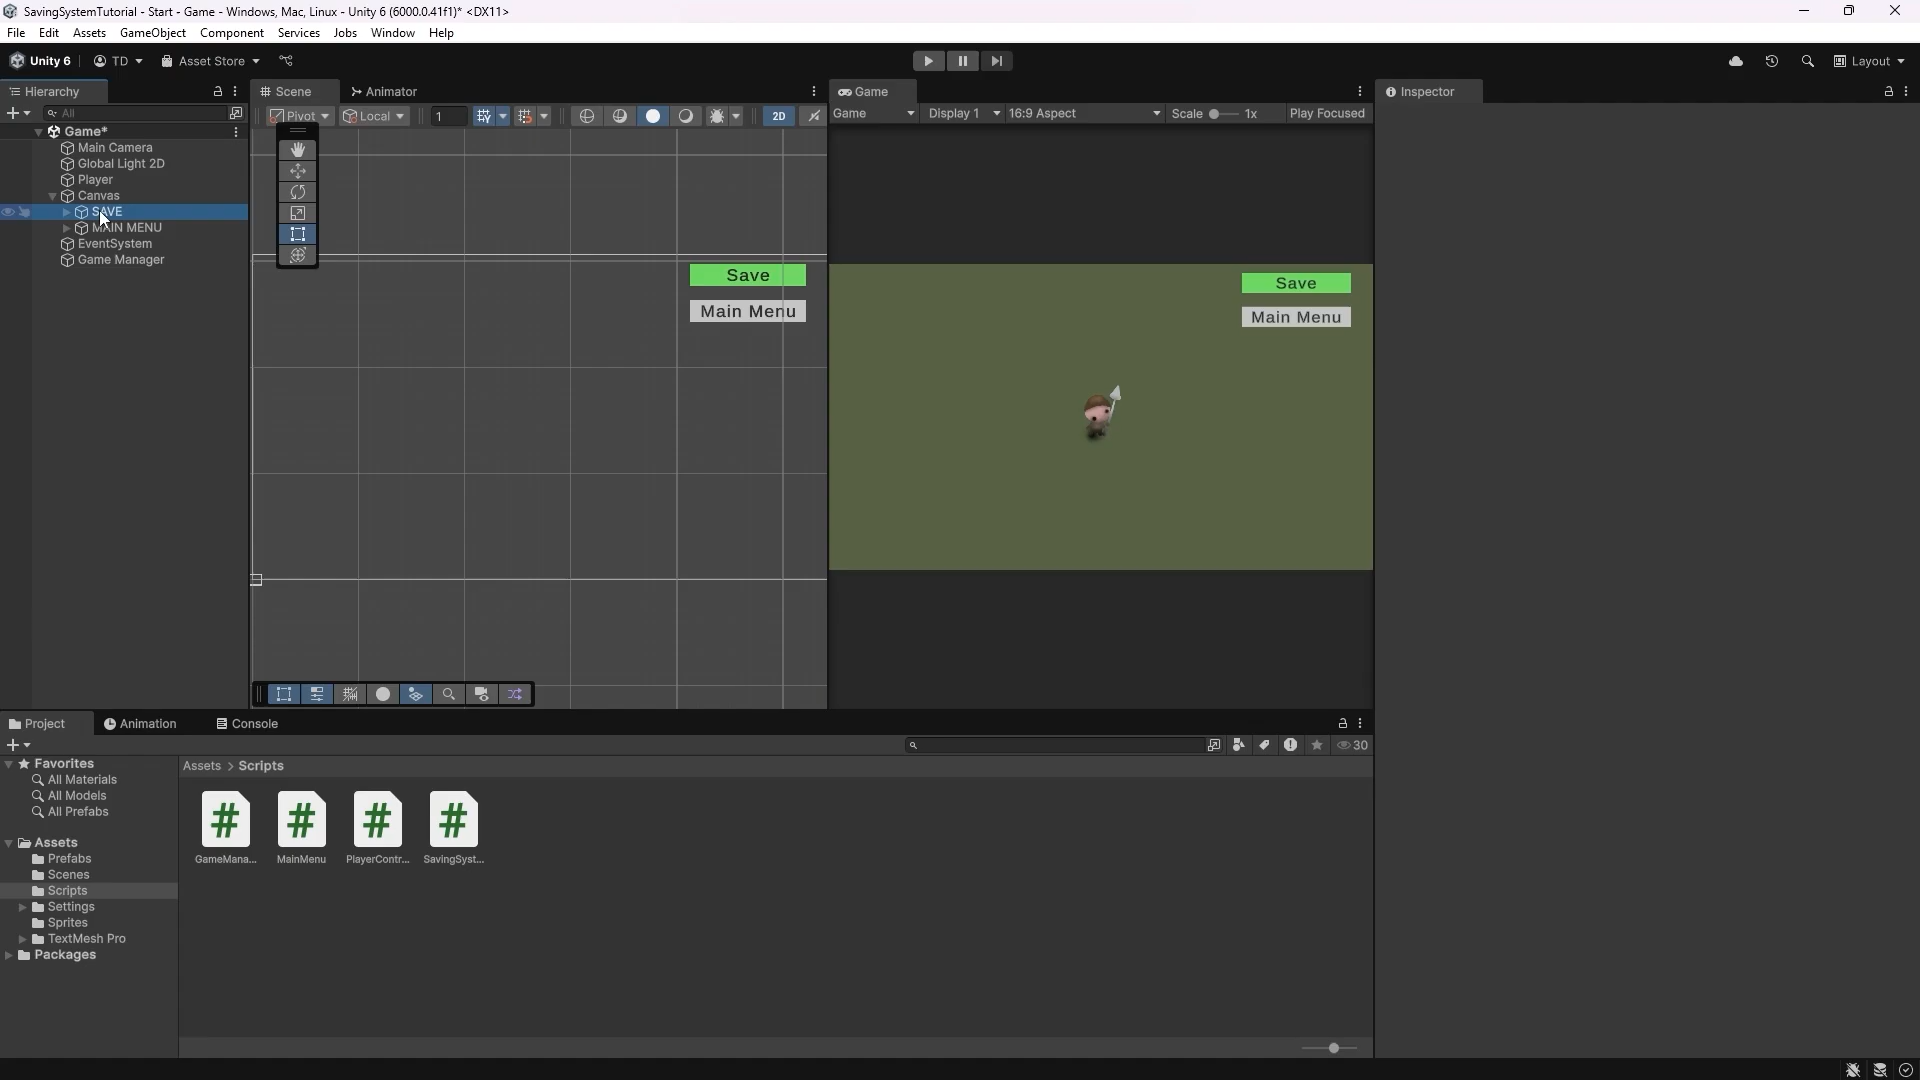 SavingSystemTutorial - Start - Game - Windows, Mac, Linux - Unity 6 (6000.0.41f1)* <DX11>
File Edit Assets GameObject Component Services Jobs Window Help
Unity 6 TD Asset Store Layout
Hierarchy Scene Animator Game Inspector
All Pivot Local 1 2D Game Display 1 16:9 Aspect Scale 1x Play Focused
Game*
Main Camera
Global Light 2D
Player
Canvas
SAVE
MAIN MENU
EventSystem
Game Manager
Save
Main Menu
Save
Main Menu
Project Animation Console
30
Favorites
All Materials
All Models
All Prefabs
Assets
Prefabs
Scenes
Scripts
Settings
Sprites
TextMesh Pro
Packages
Assets > Scripts
# # # #
GameMana... MainMenu PlayerContr... SavingSyst...